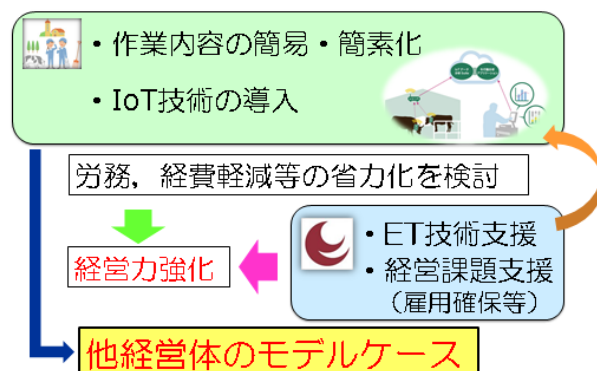 ・作業内容の簡易・簡素化
・IoT技術の導入
労務，経費軽減等の省力化を検討
・ET技術支援
・経営課題支援
（雇用確保等）
経営力強化
他経営体のモデルケース